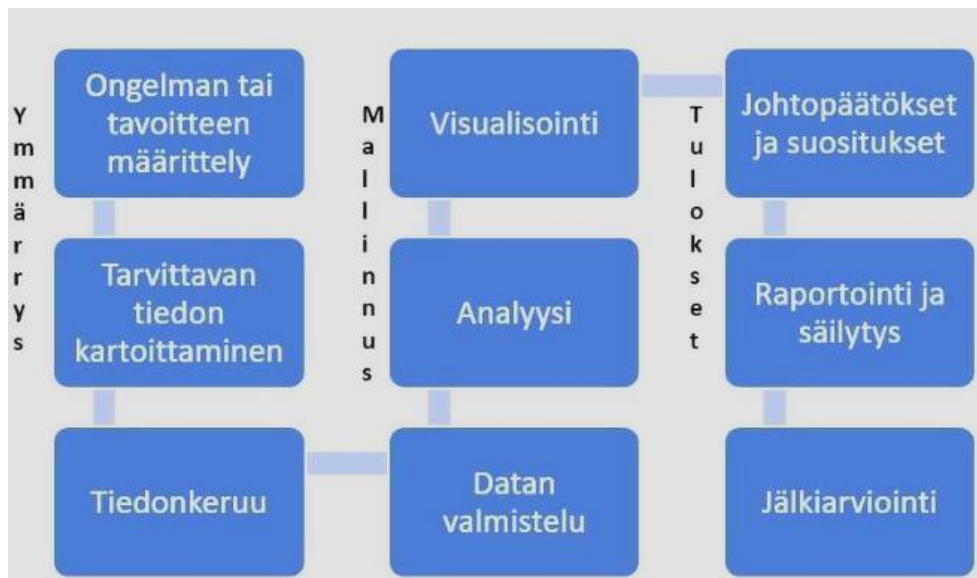 Ymmärrys
Ongelman tai
tavoitteen
määrittely
Tarvittavan
tiedon
kartoittaminen
Tiedonkeruu
Mallinnus
Visualisointi
Analyysi
Datan
valmistelu
Tulokset
Johtopäätökset
ja suositukset
Raportointi ja
säilytys
Jälkiarviointi